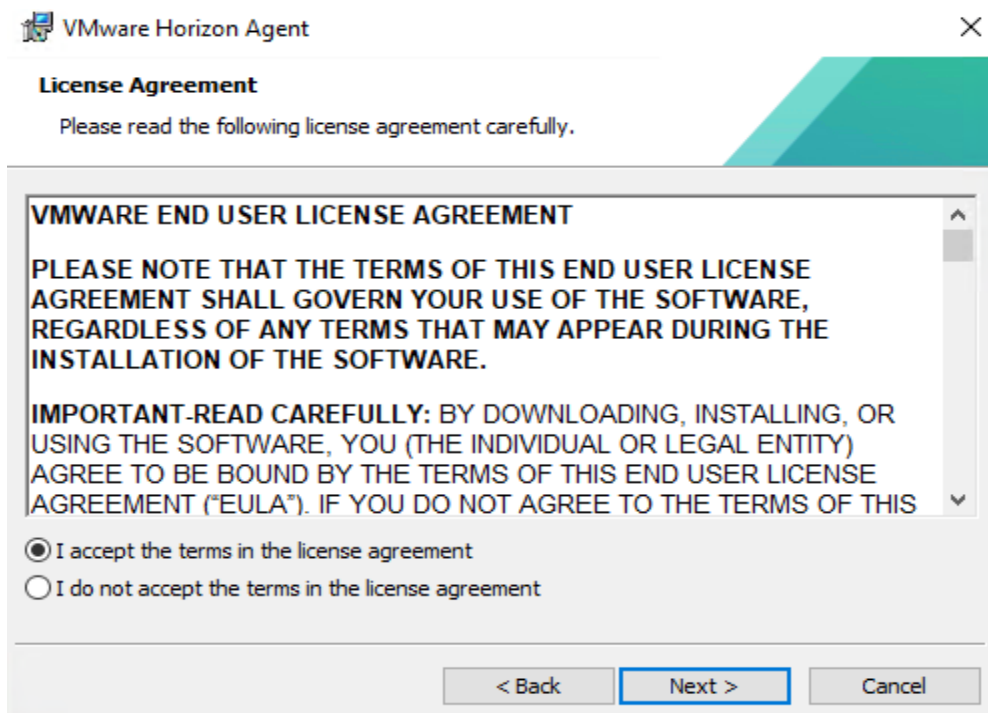 VMware Horizon Agent
License Agreement
Please read the following license agreement carefully.
VMWARE END USER LICENSE AGREEMENT
PLEASE NOTE THAT THE TERMS OF THIS END USER LICENSE
AGREEMENT SHALL GOVERN YOUR USE OF THE SOFTWARE,
REGARDLESS OF ANY TERMS THAT MAY APPEAR DURING THE
INSTALLATION OF THE SOFTWARE.
IMPORTANT-READ CAREFULLY: BY DOWNLOADING, INSTALLING, OR
USING THE SOFTWARE, YOU (THE INDIVIDUAL OR LEGAL ENTITY)
AGREE TO BE BOUND BY THE TERMS OF THIS END USER LICENSE
AGREEMENT (“EULA”). IF YOU DO NOT AGREE TO THE TERMS OF THIS
I accept the terms in the license agreement
I do not accept the terms in the license agreement
< Back Next > Cancel